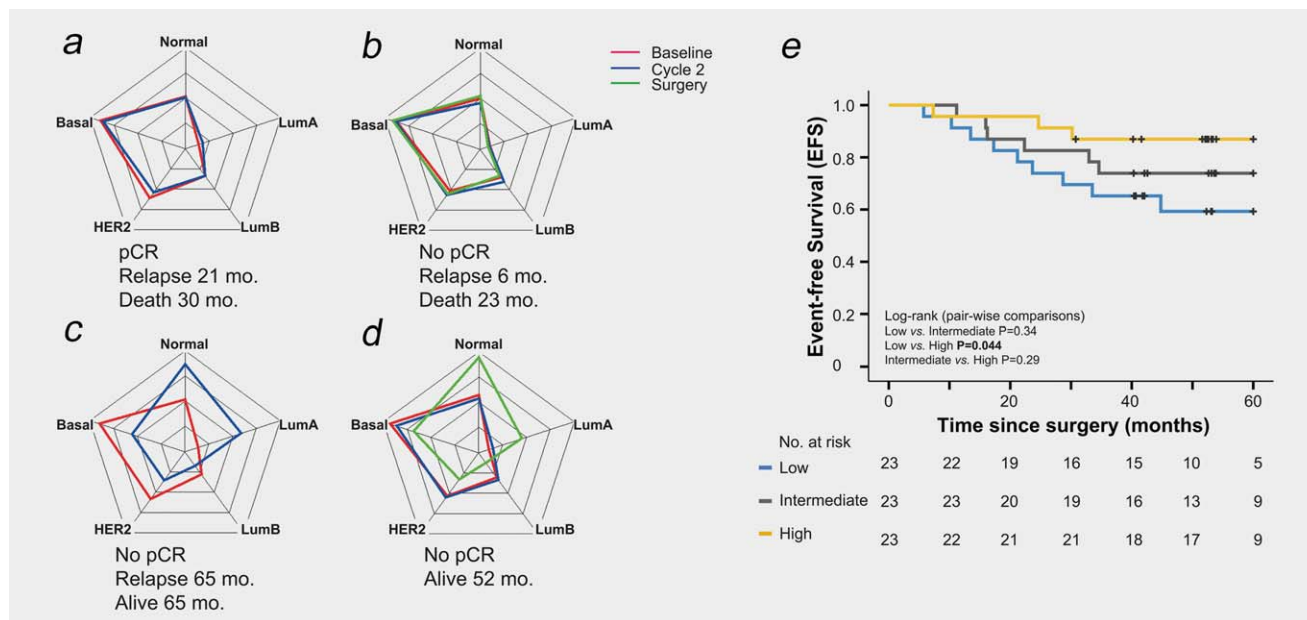 a
Normal
Basal
LumA
HER2
LumB
pCR
Relapse 21 mo.
Death 30 mo.
b
Normal
Basal
LumA
HER2
LumB
No pCR
Relapse 6 mo.
Death 23 mo.
Baseline
Cycle 2
Surgery
c
Normal
Basal
LumA
HER2
LumB
No pCR
Relapse 65 mo.
Alive 65 mo.
d
Normal
Basal
LumA
HER2
LumB
No pCR
Alive 52 mo.
e
Event-free Survival (EFS)
1.0
0.8
0.6
0.4
0.2
0
Log-rank (pair-wise comparisons)
Low vs. Intermediate P=0.34
Low vs. High P=0.044
Intermediate vs. High P=0.29
0 20 40 60
Time since surgery (months)
No. at risk
Low 23 22 19 16 15 10 5
Intermediate 23 23 20 19 16 13 9
High 23 22 21 21 18 17 9